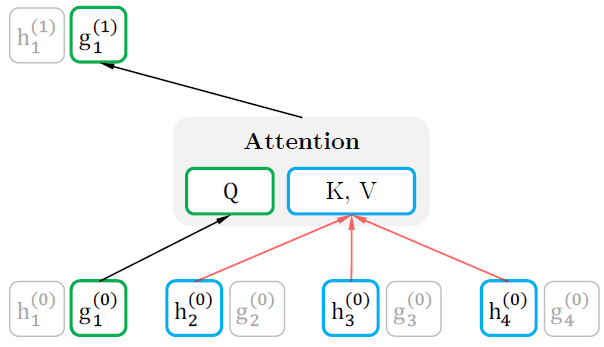 h₁⁽¹⁾ g₁⁽¹⁾
Attention
Q K, V
h₁⁽⁰⁾ g₁⁽⁰⁾ h₂⁽⁰⁾ g₂⁽⁰⁾ h₃⁽⁰⁾ g₃⁽⁰⁾ h₄⁽⁰⁾ g₄⁽⁰⁾